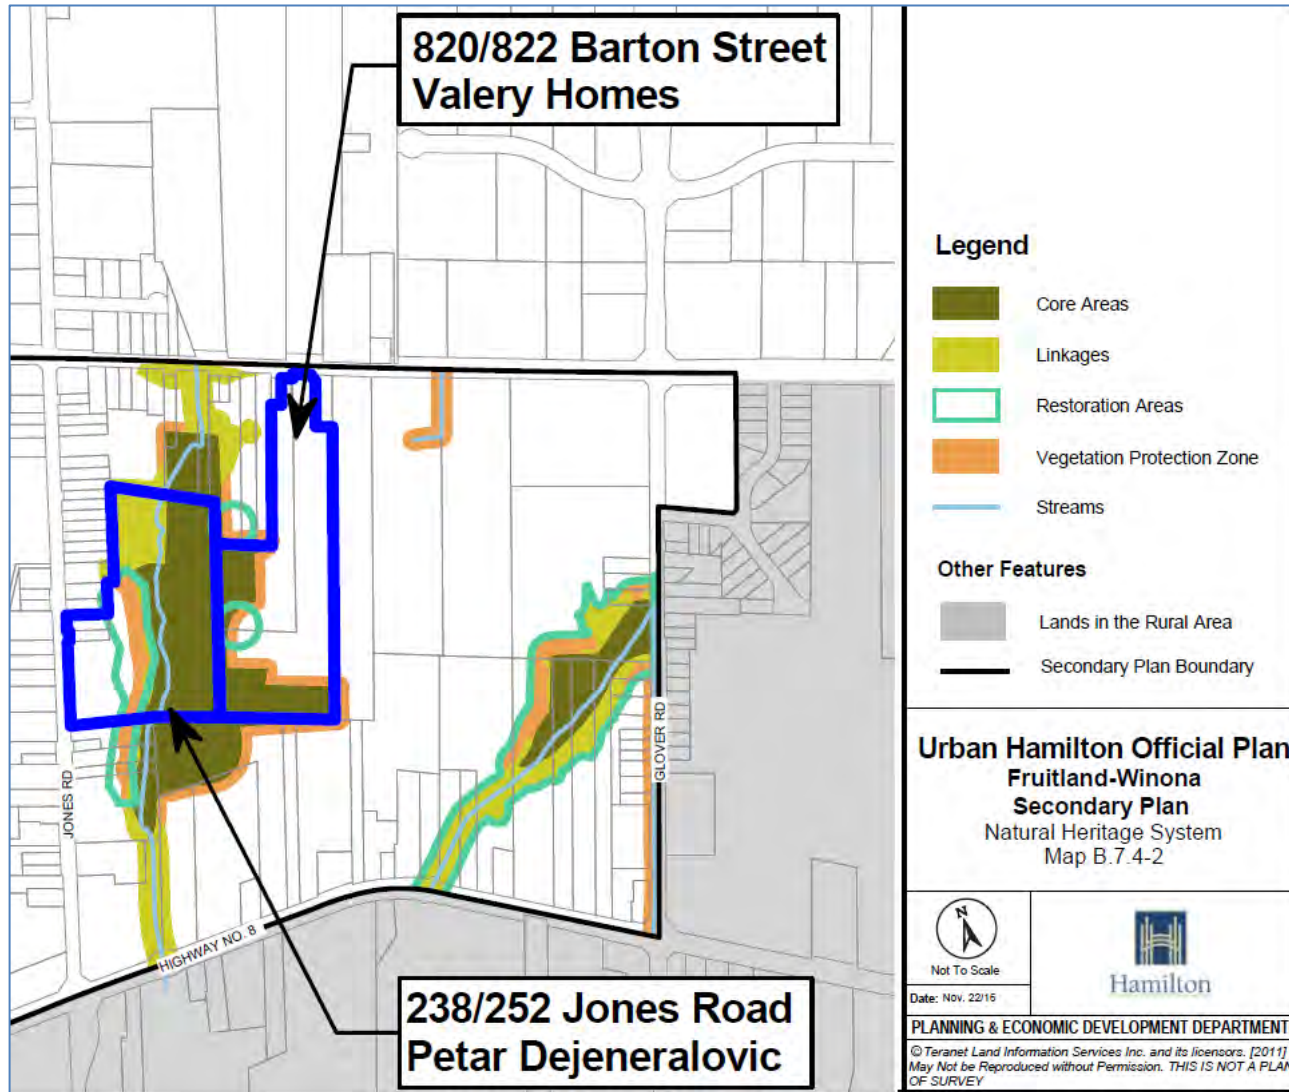 820/822 Barton Street
Valery Homes
Legend
Core Areas
Linkages
Restoration Areas
Vegetation Protection Zone
Streams
Other Features
Lands in the Rural Area
Secondary Plan Boundary
JONES RD
GLOVER RD
HIGHWAY NO. 8
238/252 Jones Road
Petar Dejeneralovic
Urban Hamilton Official Plan
Fruitland-Winona
Secondary Plan
Natural Heritage System
Map B.7.4-2
N
Not To Scale
Date: Nov. 22/16
Hamilton
PLANNING & ECONOMIC DEVELOPMENT DEPARTMENT
© Teranet Land Information Services Inc. and its licensors. [2011]
May Not be Reproduced without Permission. THIS IS NOT A PLAN
OF SURVEY